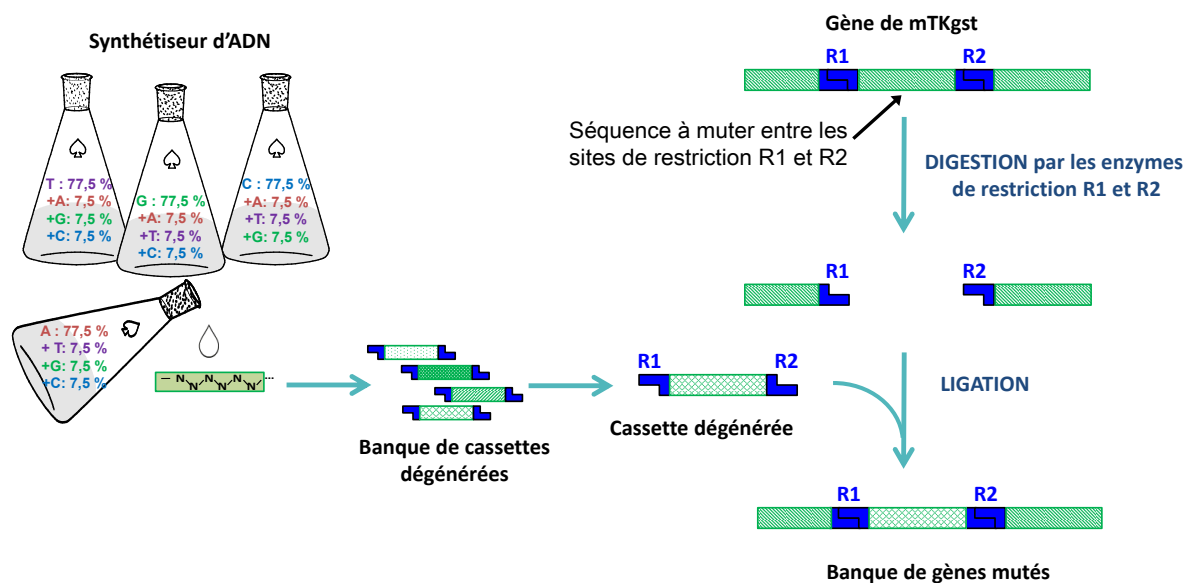 Synthétiseur d'ADN
T : 77,5 %
+A: 7,5 %
+G: 7,5 %
+C: 7,5 %
G : 77,5 %
+A: 7,5 %
+T: 7,5 %
+C: 7,5 %
C : 77,5 %
+A: 7,5 %
+T: 7,5 %
+G: 7,5 %
A : 77,5 %
+ T: 7,5 %
+G: 7,5 %
+C: 7,5 %
N N N N N N
Banque de cassettes
dégénérées
R1 R2
Cassette dégénérée
Gène de mTKgst
R1 R2
Séquence à muter entre les
sites de restriction R1 et R2
DIGESTION par les enzymes
de restriction R1 et R2
R1 R2
LIGATION
R1 R2
Banque de gènes mutés